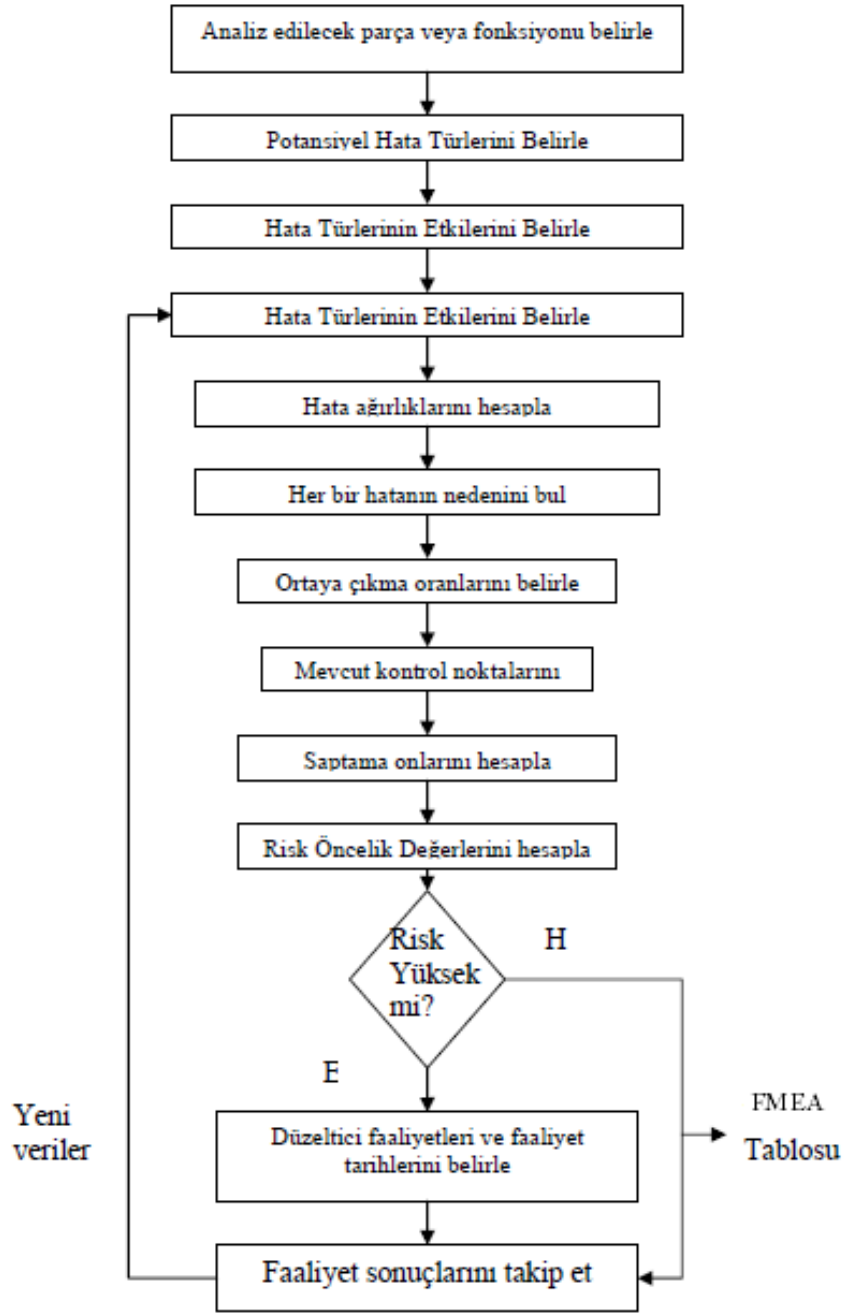 Analiz edilecek parça veya fonksiyonu belirle
Potansiyel Hata Türlerini Belirle
Hata Türlerinin Etkilerini Belirle
Hata Türlerinin Etkilerini Belirle
Hata ağırlıklarını hesapla
Her bir hatanın nedenini bul
Ortaya çıkma oranlarını belirle
Mevcut kontrol noktalarını
Saptama onlarını hesapla
Risk Öncelik Değerlerini hesapla
Risk
Yüksek
mi?
H
E
Yeni
veriler
FMEA
Tablosu
Düzeltici faaliyetleri ve faaliyet
tarihlerini belirle
Faaliyet sonuçlarını takip et